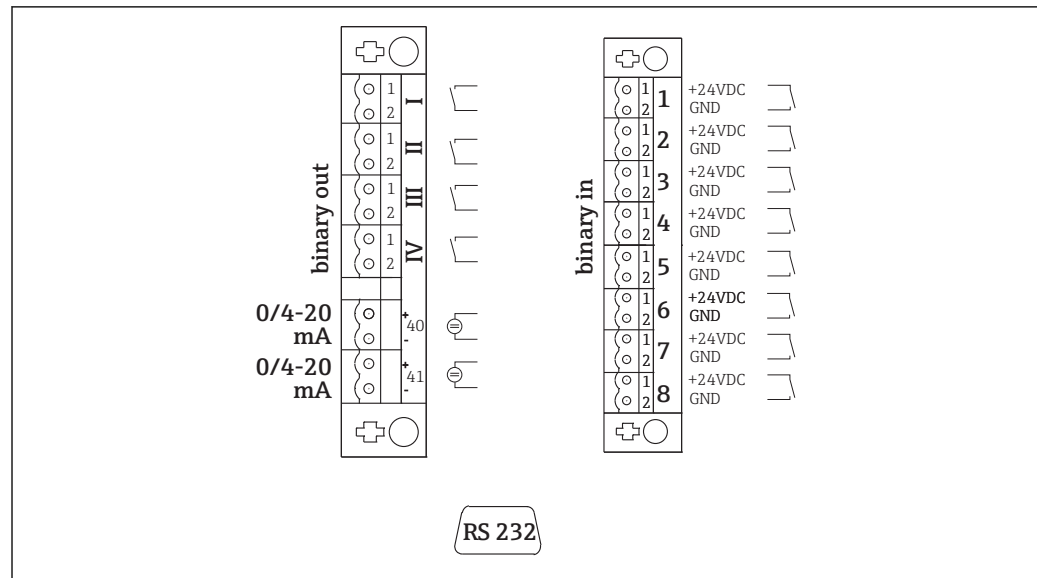 binary out
1 I
2
1 II
2
1 III
2
1 IV
2
0/4-20 + 40
mA -
0/4-20 + 41
mA -
binary in
1 1 +24VDC
2 GND
1 2 +24VDC
2 GND
1 3 +24VDC
2 GND
1 4 +24VDC
2 GND
1 5 +24VDC
2 GND
1 6 +24VDC
2 GND
1 7 +24VDC
2 GND
1 8 +24VDC
2 GND
RS 232